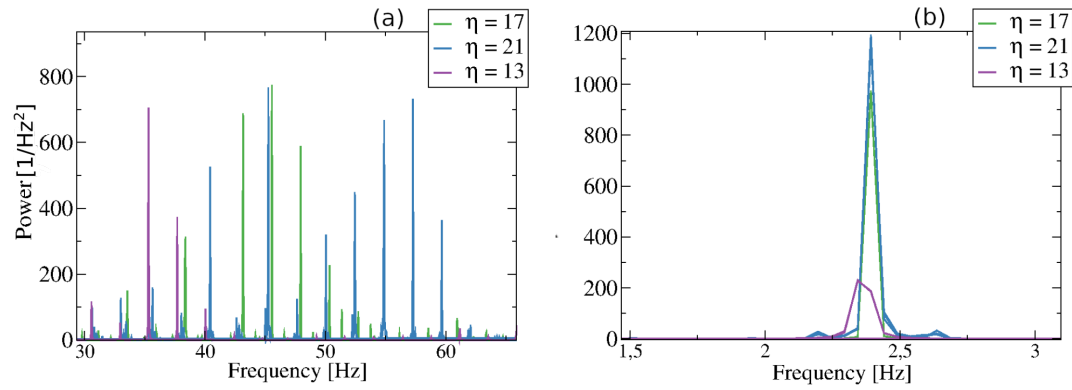 (a)
η = 17
η = 21
η = 13
Power [1/Hz²]
800
600
400
200
0
30 40 50 60
Frequency [Hz]
(b)
η = 17
η = 21
η = 13
1200
1000
800
600
400
200
0
1,5 2 2,5 3
Frequency [Hz]